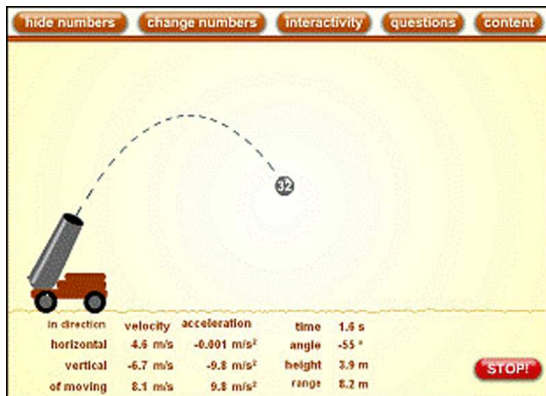 hide numbers change numbers interactivity questions content
32
in direction velocity acceleration time 1.6 s
horizontal 4.6 m/s -0.001 m/s² angle -55 °
vertical -6.7 m/s -9.8 m/s² height 3.9 m
of moving 8.1 m/s 9.8 m/s² range 8.2 m
STOP!